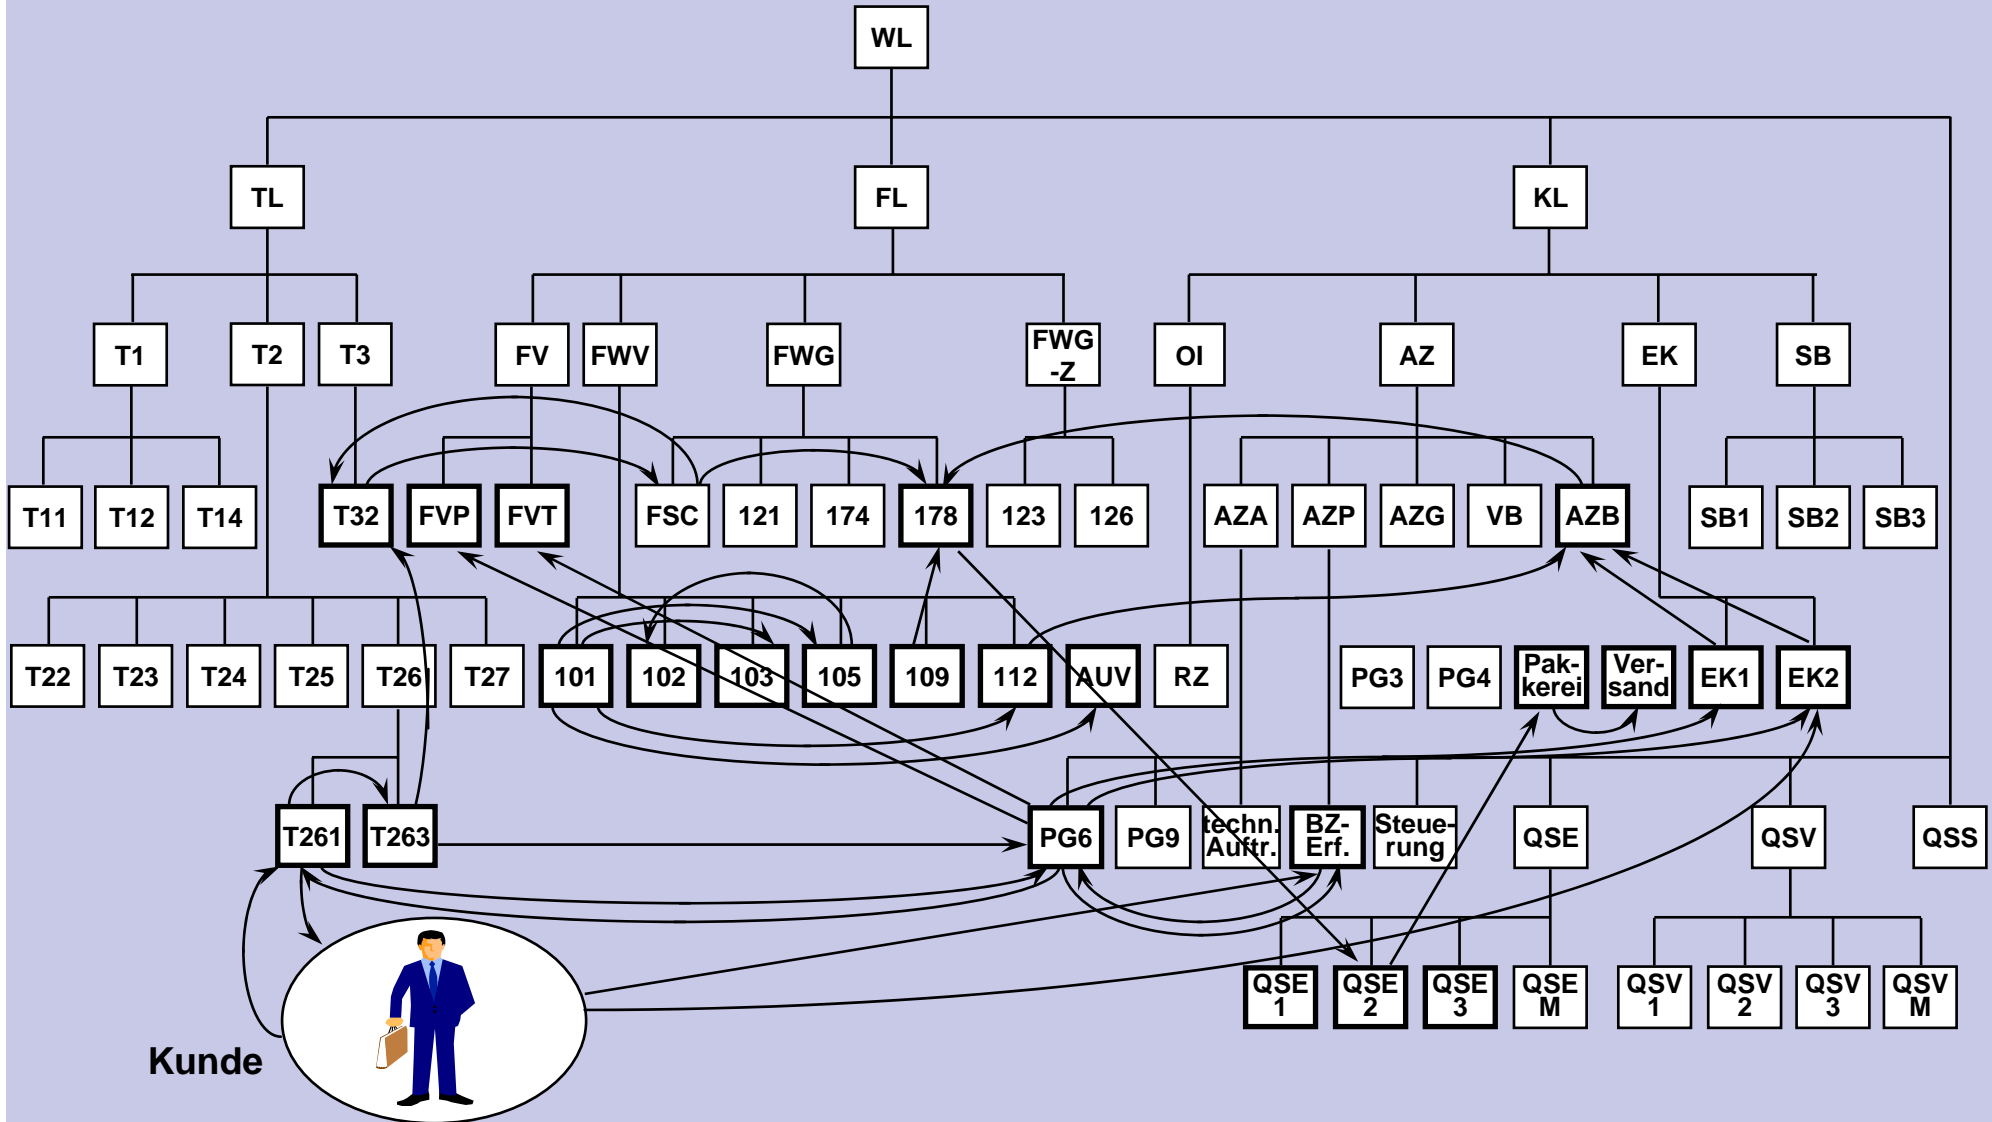 WL
TL
FL
KL
T1
T2
T3
FV
FWV
FWG
FWG
-Z
OI
AZ
EK
SB
T11
T12
T14
T32
FVP
FVT
FSC
121
174
178
123
126
AZA
AZP
AZG
VB
AZB
SB1
SB2
SB3
T22
T23
T24
T25
T26
T27
101
102
103
105
109
112
AUV
RZ
PG3
PG4
Pak-
kerei
Ver-
sand
EK1
EK2
T261
T263
PG6
PG9
techn.
Auftr.
BZ-
Erf.
Steue-
rung
QSE
QSV
QSS
QSE
1
QSE
2
QSE
3
QSE
M
QSV
1
QSV
2
QSV
3
QSV
M
Kunde